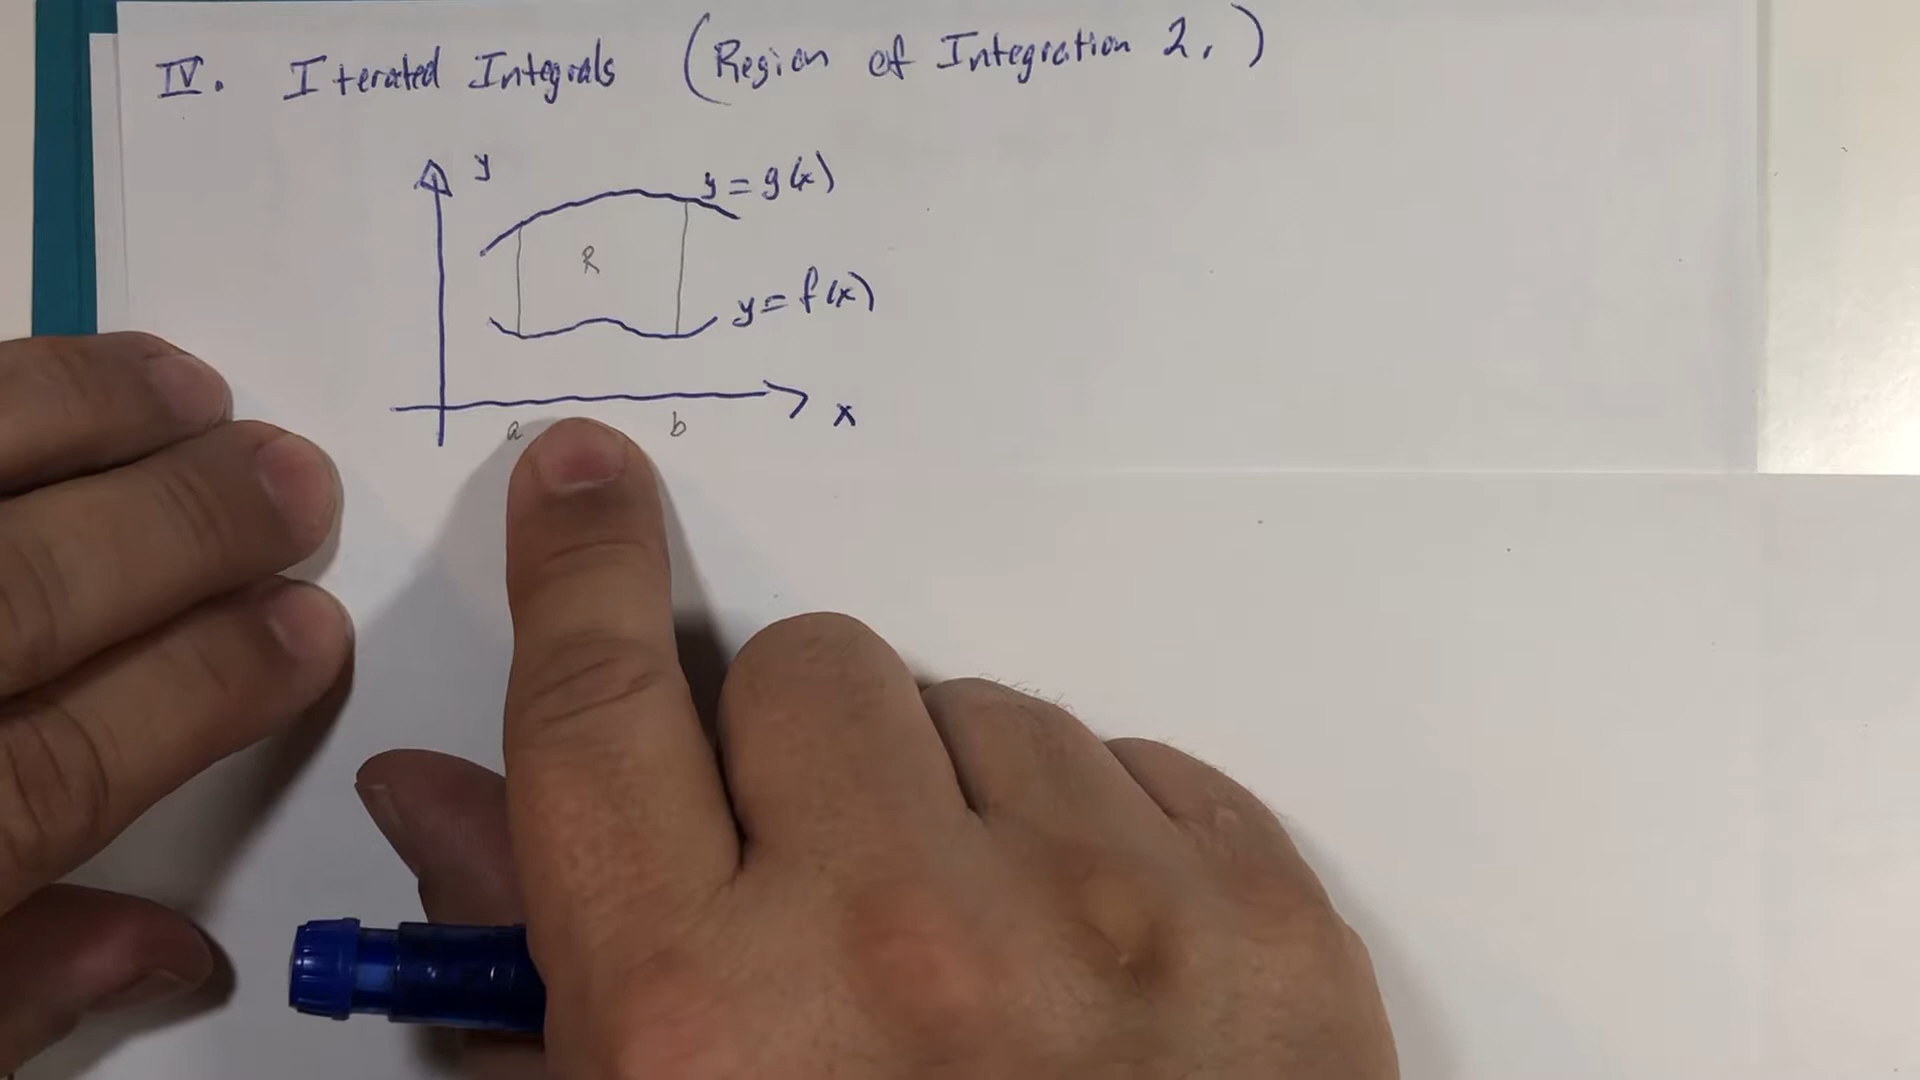 IV. Iterated Integrals (Region of Integration 2.)
y
y = g(x)
R
y = f(x)
a b x